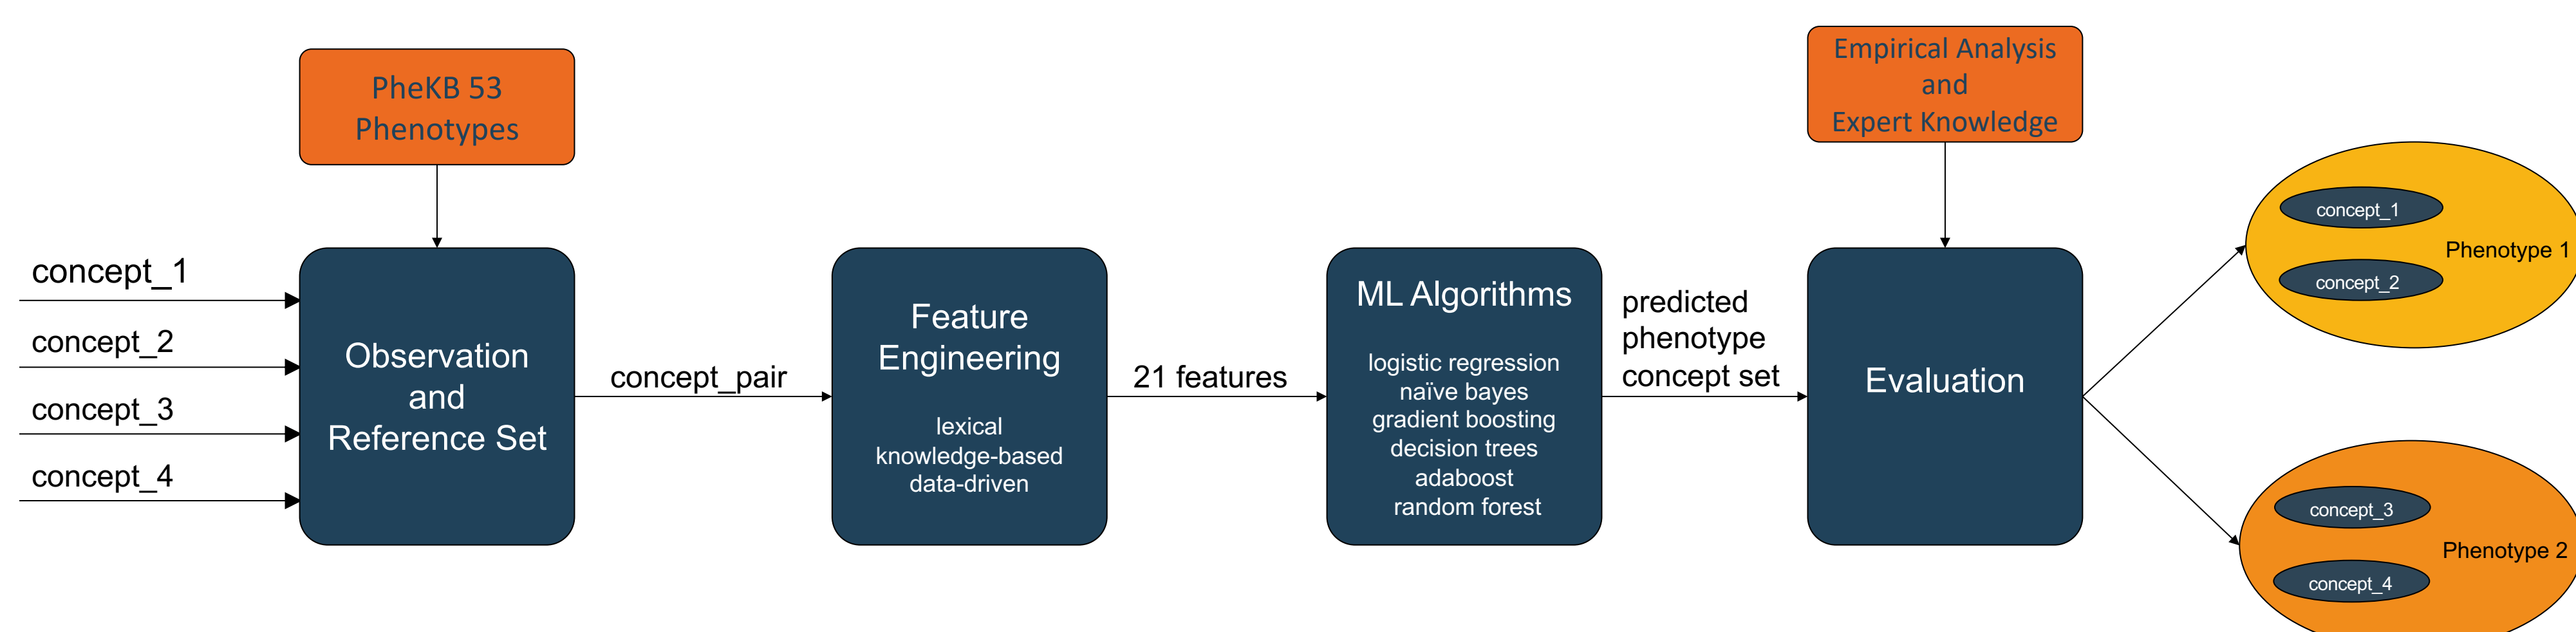 PheKB 53
Phenotypes
Empirical Analysis
and
Expert Knowledge
concept_1
concept_2
concept_3
concept_4
Observation
and
Reference Set
concept_pair
Feature
Engineering
lexical
knowledge-based
data-driven
21 features
ML Algorithms
logistic regression
naïve bayes
gradient boosting
decision trees
adaboost
random forest
predicted
phenotype
concept set
Evaluation
concept_1
Phenotype 1
concept_2
concept_3
Phenotype 2
concept_4